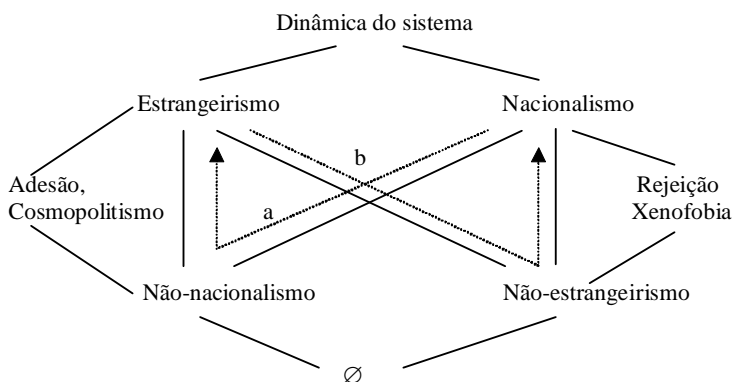 Dinâmica do sistema
Estrangeirismo
Nacionalismo
b
Adesão,
Cosmopolitismo
a
Rejeição
Xenofobia
Não-nacionalismo
Não-estrangeirismo
∅